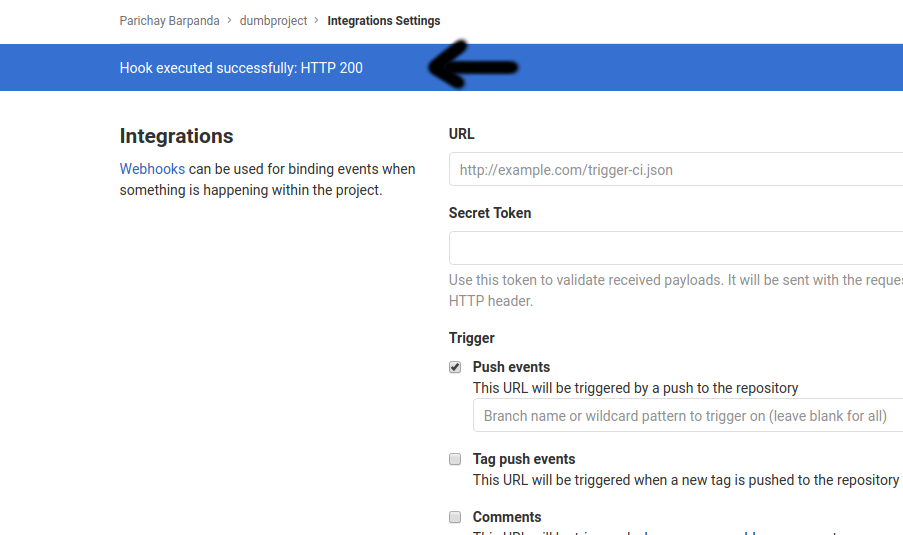 Parichay Barpanda > dumbproject > Integrations Settings
Hook executed successfully: HTTP 200
Integrations
Webhooks can be used for binding events when
something is happening within the project.
URL
http://example.com/trigger-ci.json
Secret Token
Use this token to validate received payloads. It will be sent with the
HTTP header.
Trigger
Push events
This URL will be triggered by a push to the repository
Branch name or wildcard pattern to trigger on (leave blank for all)
Tag push events
This URL will be triggered when a new tag is pushed to the repository
Comments